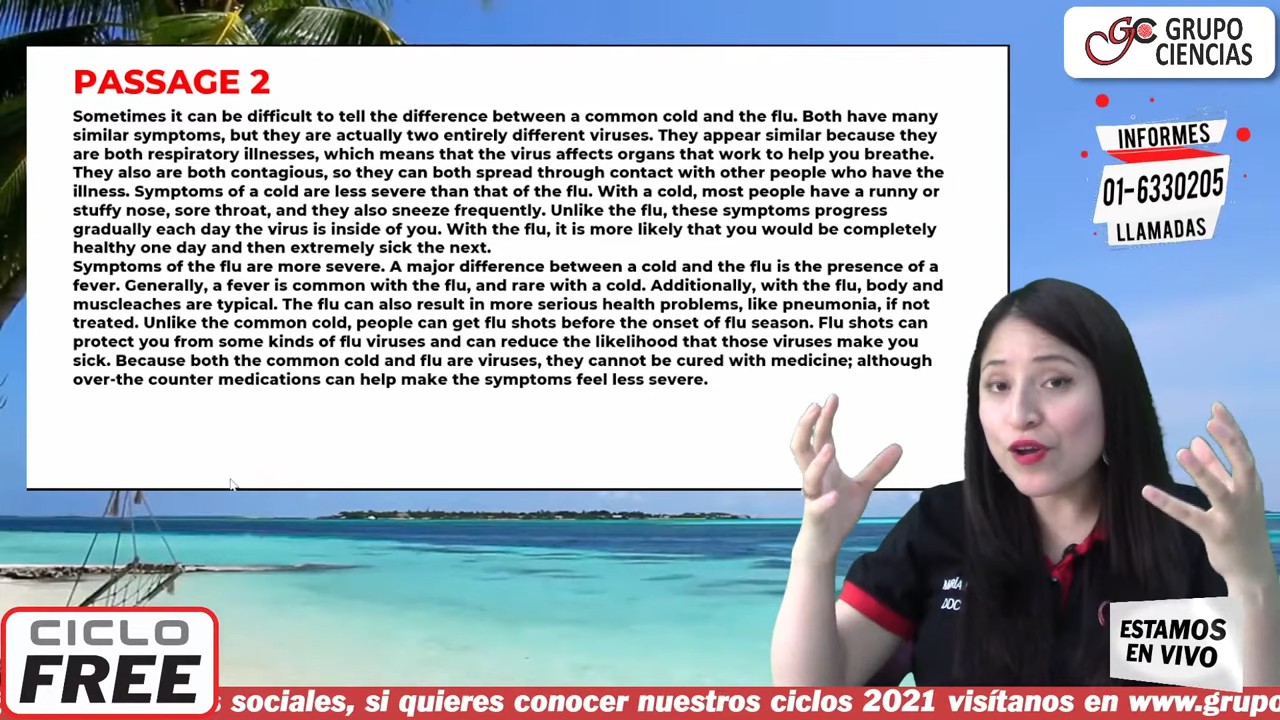 PASSAGE 2
Sometimes it can be difficult to tell the difference between a common cold and the flu. Both have many
similar symptoms, but they are actually two entirely different viruses. They appear similar because they
are both respiratory illnesses, which means that the virus affects organs that work to help you breathe.
They also are both contagious, so they can both spread through contact with other people who have the
illness. Symptoms of a cold are less severe than that of the flu. With a cold, most people have a runny or
stuffy nose, sore throat, and they also sneeze frequently. Unlike the flu, these symptoms progress
gradually each day the virus is inside of you. With the flu, it is more likely that you would be completely
healthy one day and then extremely sick the next.
Symptoms of the flu are more severe. A major difference between a cold and the flu is the presence of a
fever. Generally, a fever is common with the flu, and rare with a cold. Additionally, with the flu, body and
muscleaches are typical. The flu can also result in more serious health problems, like pneumonia, if not
treated. Unlike the common cold, people can get flu shots before the onset of flu season. Flu shots can
protect you from some kinds of flu viruses and can reduce the likelihood that those viruses make you
sick. Because both the common cold and flu are viruses, they cannot be cured with medicine; although
over-the counter medications can help make the symptoms feel less severe.
GC GRUPO
CIENCIAS
INFORMES
01-6330205
LLAMADAS
MARÍA
DOC
ESTAMOS
EN VIVO
CICLO
FREE
s sociales, si quieres conocer nuestros ciclos 2021 visítanos en www.grupo